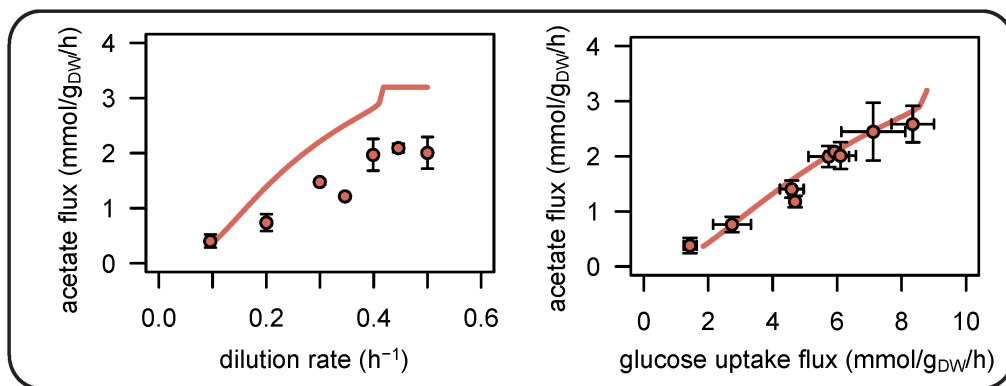 acetate flux (mmol/gDW/h)
4
3
2
1
0
0.0 0.2 0.4 0.6
dilution rate (h−1)
acetate flux (mmol/gDW/h)
4
3
2
1
0
0 2 4 6 8 10
glucose uptake flux (mmol/gDW/h)